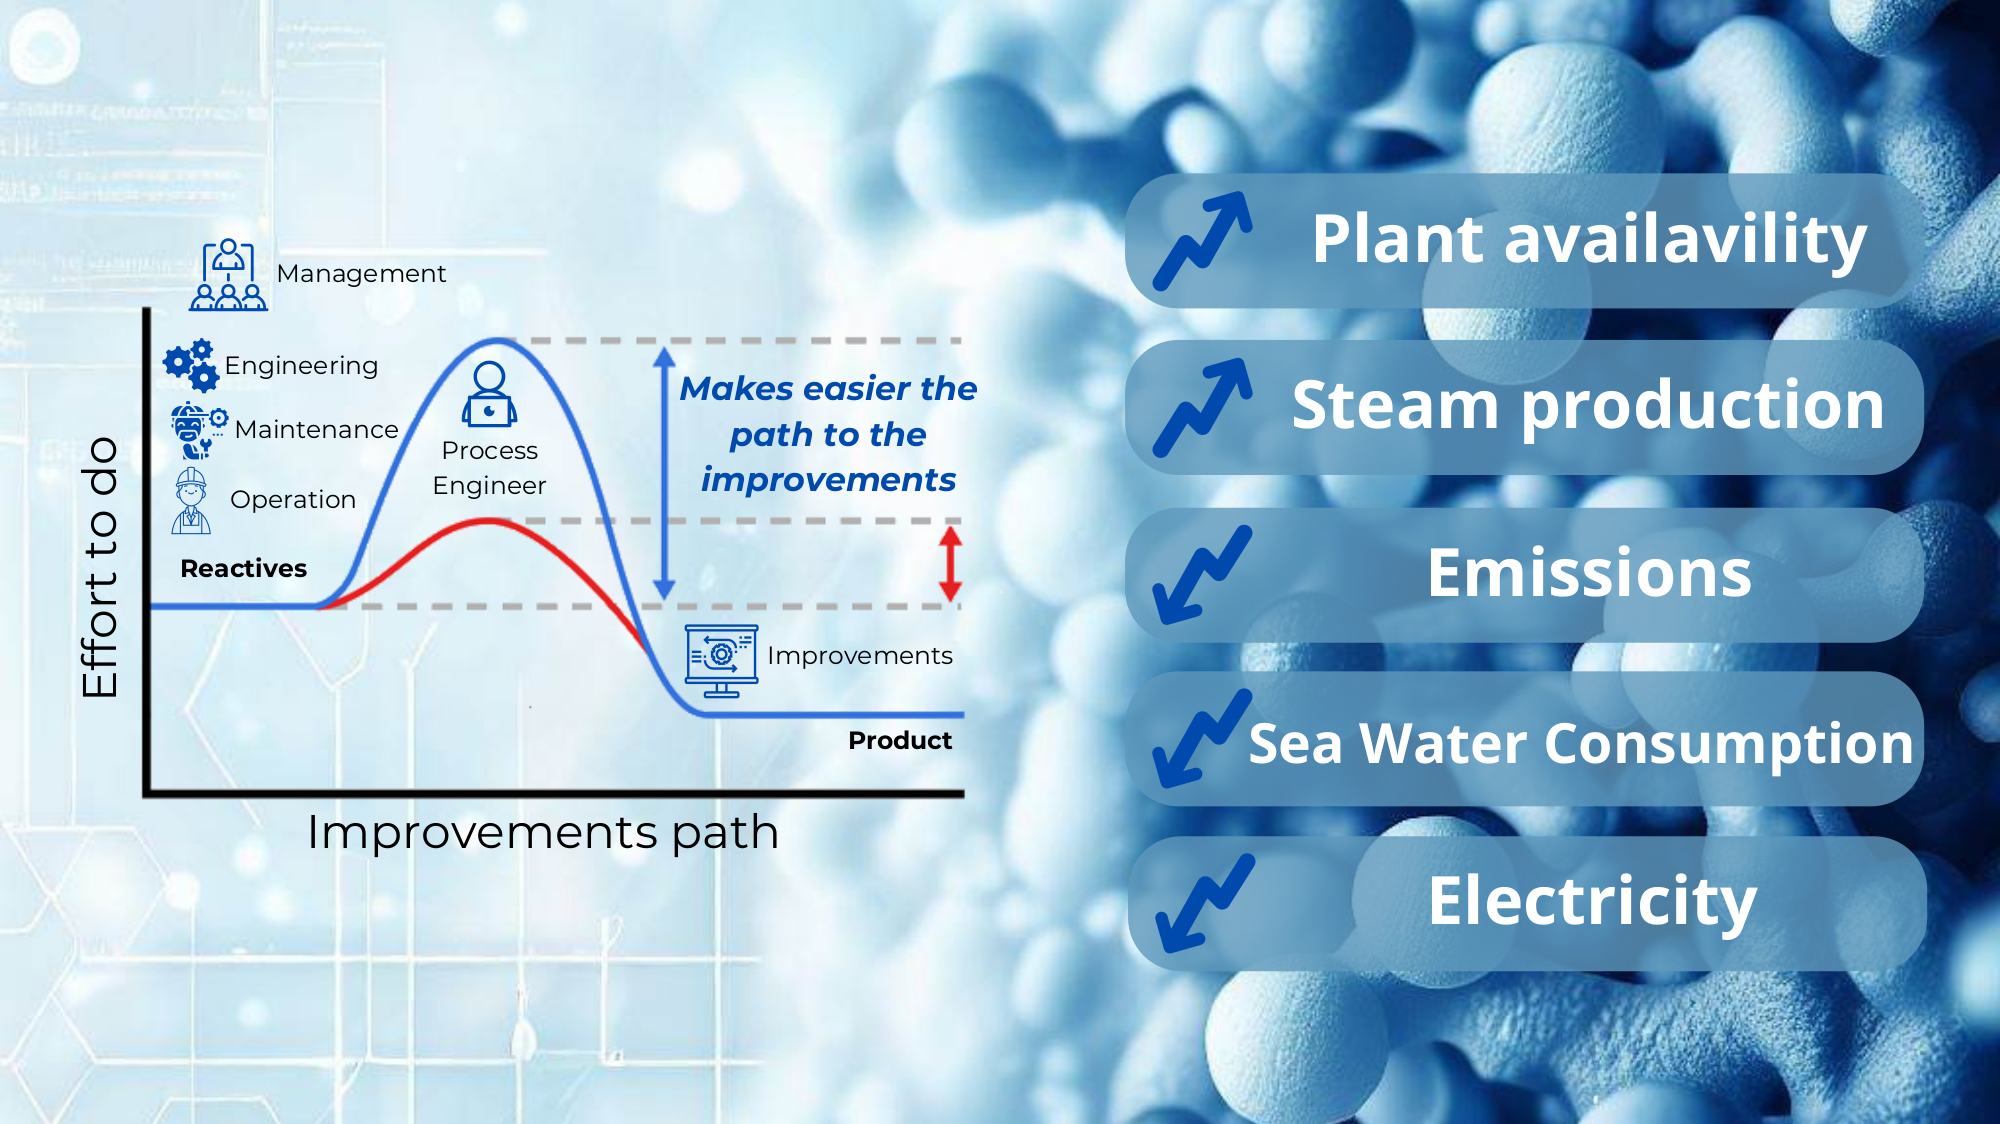 Management
Engineering
Maintenance
Operation
Reactives
Process
Engineer
Makes easier the
path to the
improvements
Improvements
Product
Effort to do
Improvements path
Plant availavility
Steam production
Emissions
Sea Water Consumption
Electricity